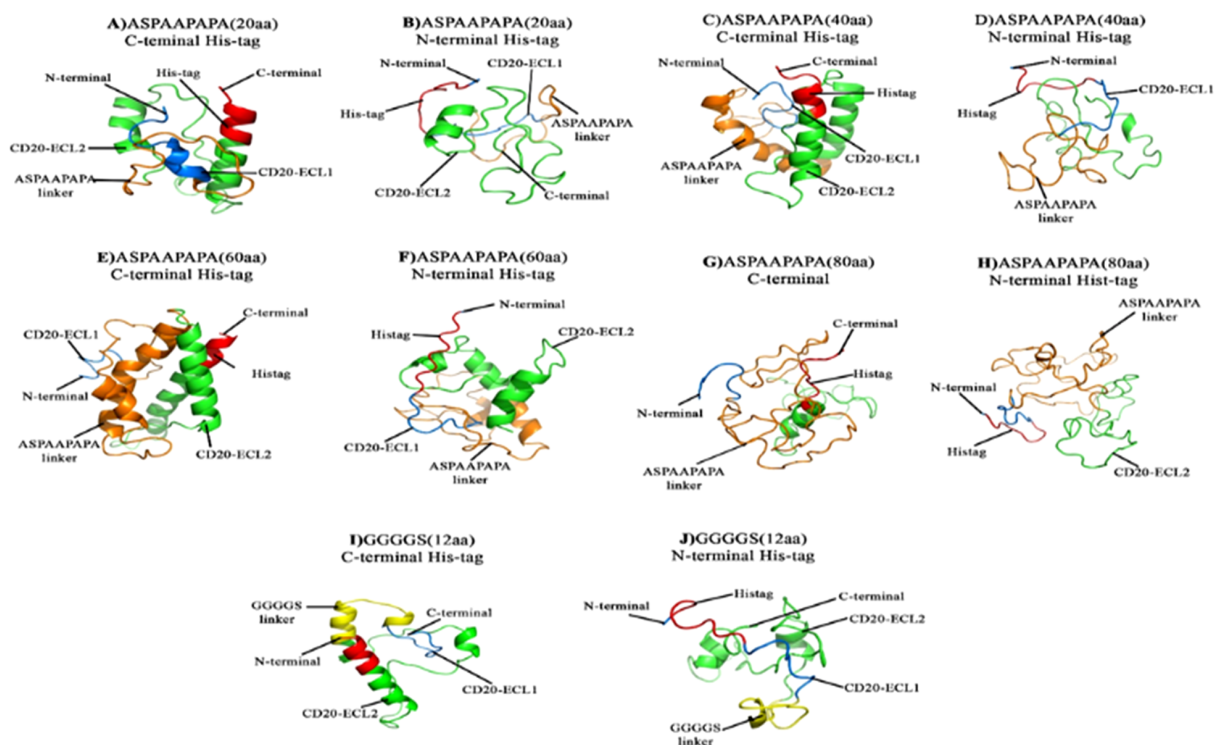 A)ASPAAPAPA(20aa)
C-teminal His-tag
N-terminal
His-tag
C-terminal
CD20-ECL2
CD20-ECL1
ASPAAPAPA
linker
B)ASPAAPAPA(20aa)
N-terminal His-tag
CD20-ECL1
N-terminal
His-tag
ASPAAPAPA
linker
CD20-ECL2
C-terminal
C)ASPAAPAPA(40aa)
C-terminal His-tag
C-terminal
N-terminal
Histag
ASPAAPAPA
linker
CD20-ECL1
CD20-ECL2
D)ASPAAPAPA(40aa)
N-terminal His-tag
N-terminal
CD20-ECL1
Histag
ASPAAPAPA
linker
E)ASPAAPAPA(60aa)
C-terminal His-tag
C-terminal
CD20-ECL1
N-terminal
Histag
ASPAAPAPA
linker
CD20-ECL2
F)ASPAAPAPA(60aa)
N-terminal His-tag
N-terminal
Histag
CD20-ECL2
CD20-ECL1
ASPAAPAPA
linker
G)ASPAAPAPA(80aa)
C-terminal
C-terminal
Histag
N-terminal
ASPAAPAPA
linker
H)ASPAAPAPA(80aa)
N-terminal Hist-tag
ASPAAPAPA
linker
N-terminal
Histag
CD20-ECL2
I)GGGGS(12aa)
C-terminal His-tag
GGGGS
linker
C-terminal
N-terminal
CD20-ECL1
CD20-ECL2
J)GGGGS(12aa)
N-terminal His-tag
Histag
C-terminal
N-terminal
CD20-ECL2
CD20-ECL1
GGGGS
linker